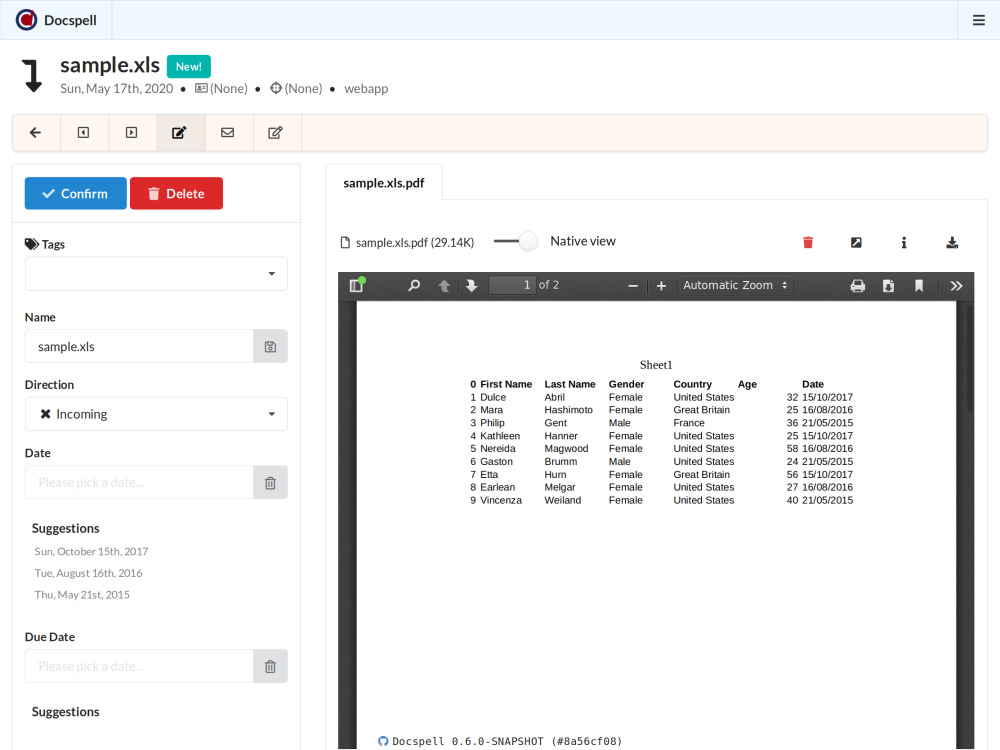 Docspell
sample.xls New!
Sun, May 17th, 2020 • (None) • (None) • webapp
Confirm Delete
Tags
Name
sample.xls
Direction
Incoming
Date
Please pick a date...
Suggestions
Sun, October 15th, 2017
Tue, August 16th, 2016
Thu, May 21st, 2015
Due Date
Please pick a date...
Suggestions
sample.xls.pdf
sample.xls.pdf (29.14K) Native view
1 of 2 Automatic Zoom
Sheet1
0 First Name Last Name Gender Country Age Date
1 Dulce Abril Female United States 32 15/10/2017
2 Mara Hashimoto Female Great Britain 25 16/08/2016
3 Philip Gent Male France 36 21/05/2015
4 Kathleen Hanner Female United States 25 15/10/2017
5 Nereida Magwood Female United States 58 16/08/2016
6 Gaston Brumm Male United States 24 21/05/2015
7 Etta Hurn Female Great Britain 56 15/10/2017
8 Earlean Melgar Female United States 27 16/08/2016
9 Vincenza Weiland Female United States 40 21/05/2015
Docspell 0.6.0-SNAPSHOT (#8a56cf08)